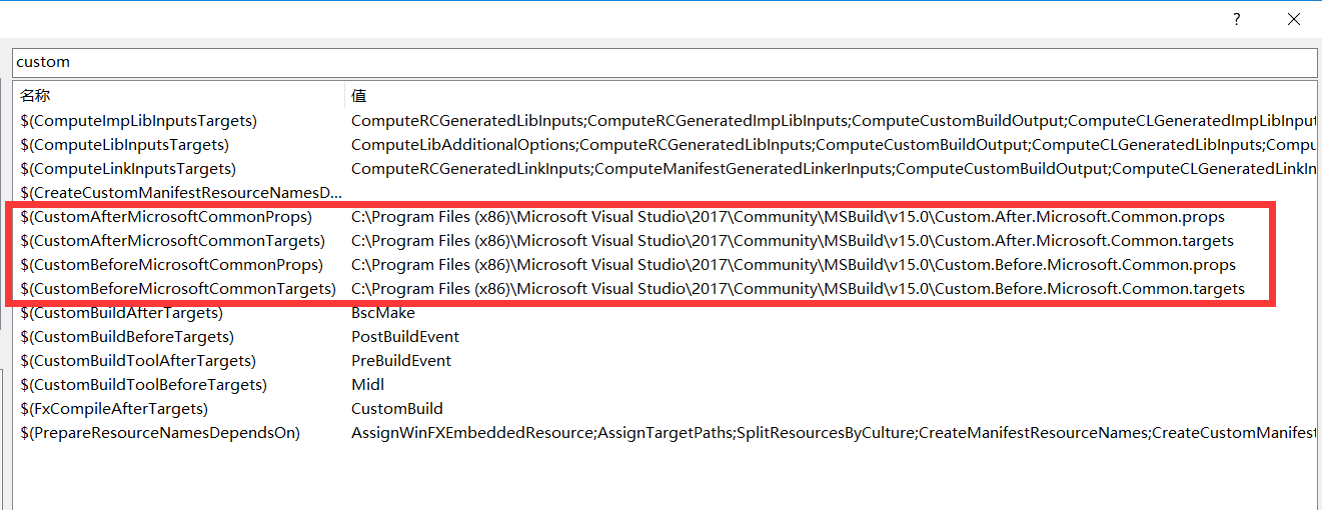 ?
custom
名称 值
$(ComputeImpLibInputsTargets) ComputeRCGeneratedLibInputs;ComputeRCGeneratedImpLibInputs;ComputeCustomBuildOutput;ComputeCLGeneratedImpLibInput
$(ComputeLibInputsTargets) ComputeLibAdditionalOptions;ComputeRCGeneratedLibInputs;ComputeCustomBuildOutput;ComputeCLGeneratedLibInputs;Compu
$(ComputeLinkInputsTargets) ComputeRCGeneratedLinkInputs;ComputeManifestGeneratedLinkerInputs;ComputeCustomBuildOutput;ComputeCLGeneratedLinkIn
$(CreateCustomManifestResourceNamesD...
$(CustomAfterMicrosoftCommonProps) C:\Program Files (x86)\Microsoft Visual Studio\2017\Community\MSBuild\v15.0\Custom.After.Microsoft.Common.props
$(CustomAfterMicrosoftCommonTargets) C:\Program Files (x86)\Microsoft Visual Studio\2017\Community\MSBuild\v15.0\Custom.After.Microsoft.Common.targets
$(CustomBeforeMicrosoftCommonProps) C:\Program Files (x86)\Microsoft Visual Studio\2017\Community\MSBuild\v15.0\Custom.Before.Microsoft.Common.props
$(CustomBeforeMicrosoftCommonTargets) C:\Program Files (x86)\Microsoft Visual Studio\2017\Community\MSBuild\v15.0\Custom.Before.Microsoft.Common.targets
$(CustomBuildAfterTargets) BscMake
$(CustomBuildBeforeTargets) PostBuildEvent
$(CustomBuildToolAfterTargets) PreBuildEvent
$(CustomBuildToolBeforeTargets) Midl
$(FxCompileAfterTargets) CustomBuild
$(PrepareResourceNamesDependsOn) AssignWinFXEmbeddedResource;AssignTargetPaths;SplitResourcesByCulture;CreateManifestResourceNames;CreateCustomManifest